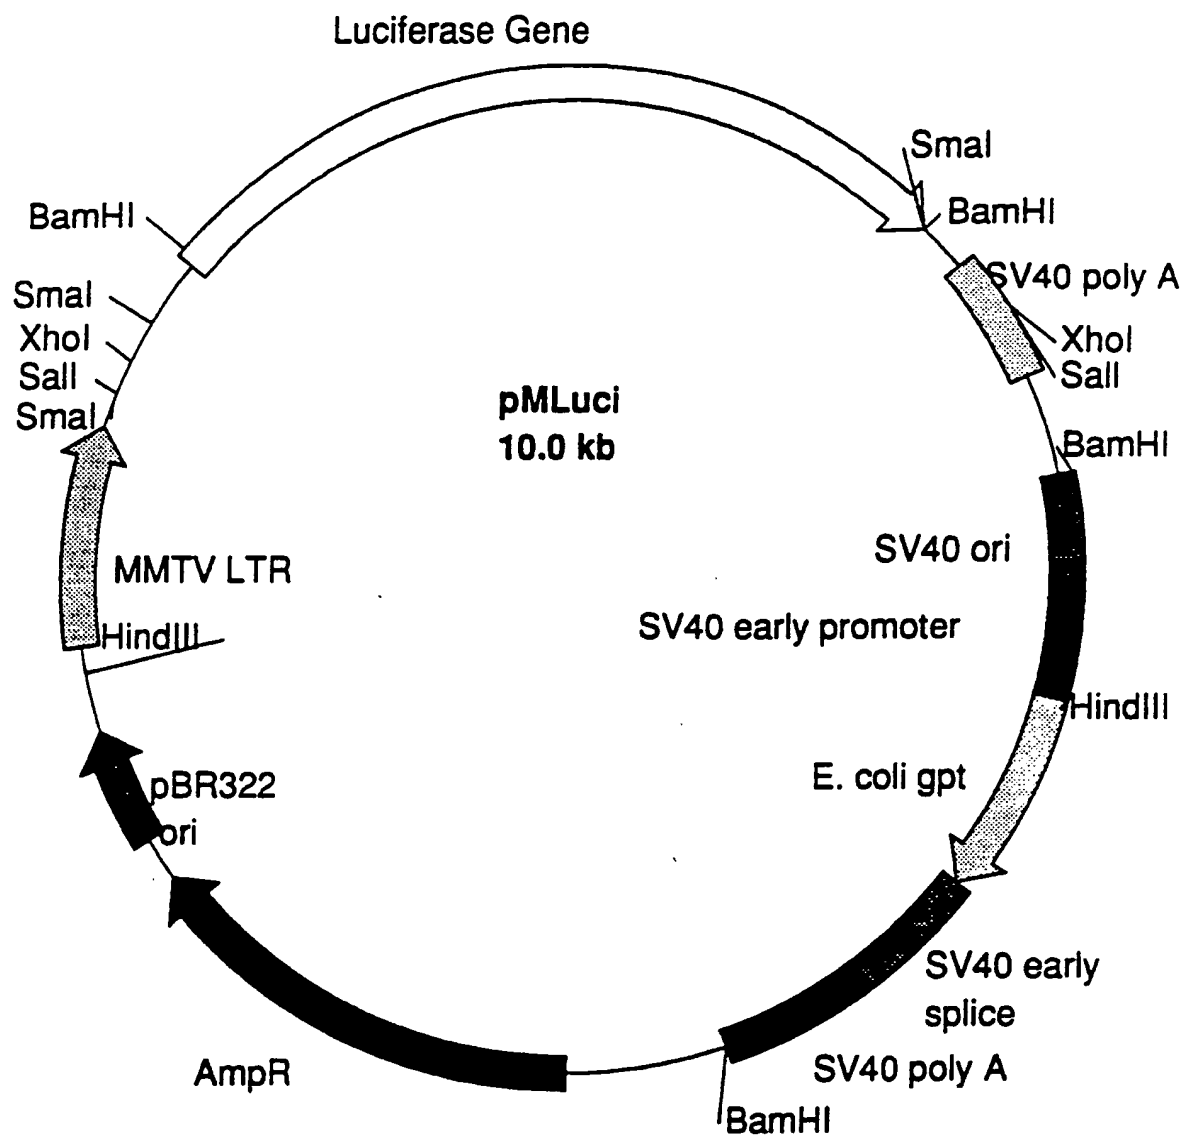 Luciferase Gene
SmaI
BamHI
BamHI
SV40 poly A
SmaI
XhoI
XhoI
SalI
SalI
SmaI
pMLuci
10.0 kb
BamHI
SV40 ori
MMTV LTR
SV40 early promoter
HindIII
HindIII
E. coli gpt
pBR322
ori
SV40 early
splice
AmpR
SV40 poly A
BamHI